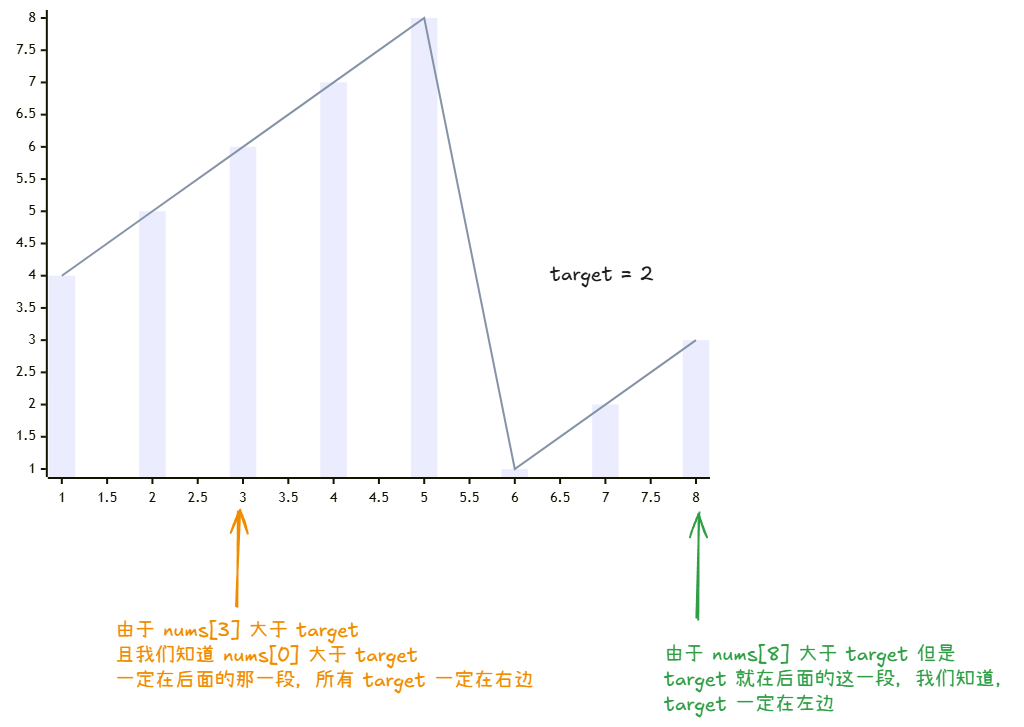 8
7.5
7
6.5
6
5.5
5
4.5
4
3.5
3
2.5
2
1.5
1
target = 2
1 1.5 2 2.5 3 3.5 4 4.5 5 5.5 6 6.5 7 7.5 8
由于 nums[3] 大于 target
且我们知道 nums[0] 大于 target
一定在后面的那一段，所有 target 一定在右边
由于 nums[8] 大于 target 但是
target 就在后面的这一段，我们知道，
target 一定在左边